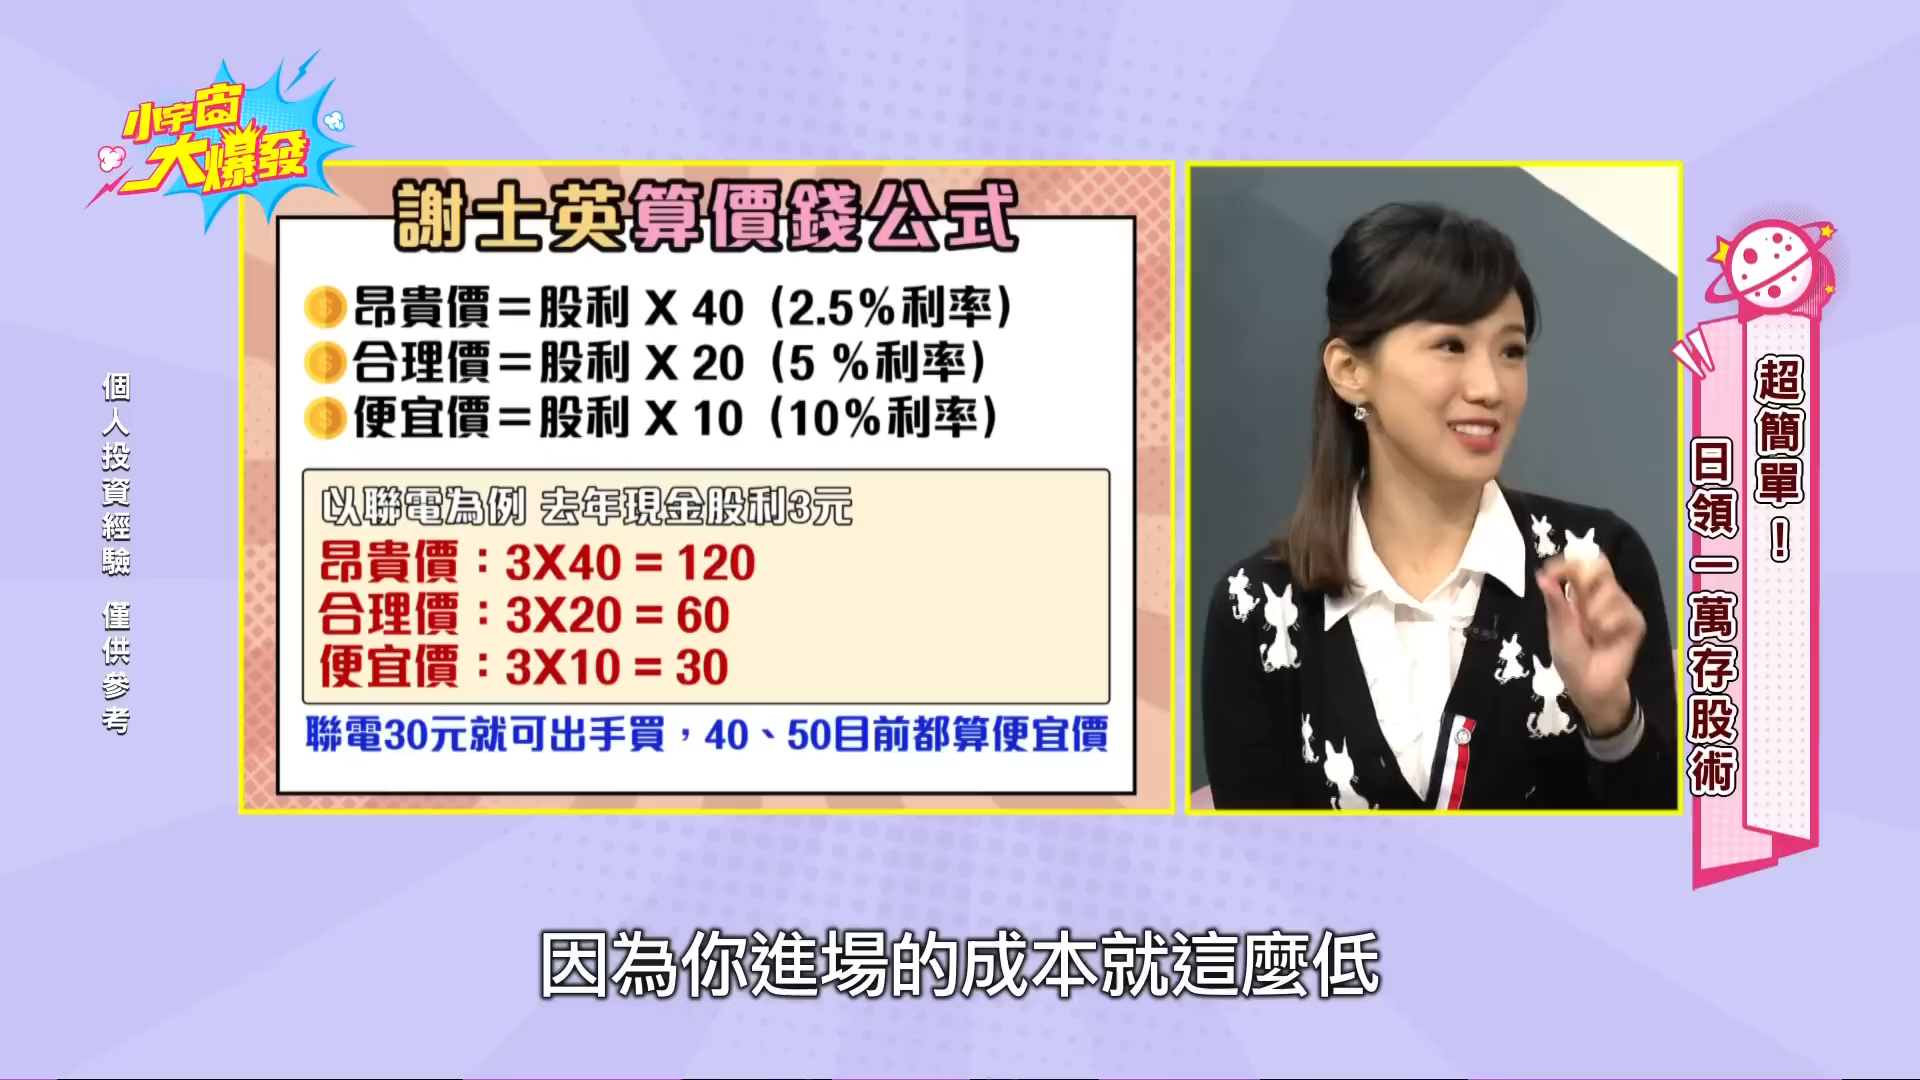 小宇宙
大爆發
謝士英算價錢公式
昂貴價＝股利 X 40（2.5%利率）
合理價＝股利 X 20（5 %利率）
便宜價＝股利 X 10（10%利率）
以聯電為例 去年現金股利3元
昂貴價：3X40 = 120
合理價：3X20 = 60
便宜價：3X10 = 30
聯電30元就可出手買，40、50目前都算便宜價
個人投資經驗 僅供參考
超簡單！
日領一萬存股術
因為你進場的成本就這麼低